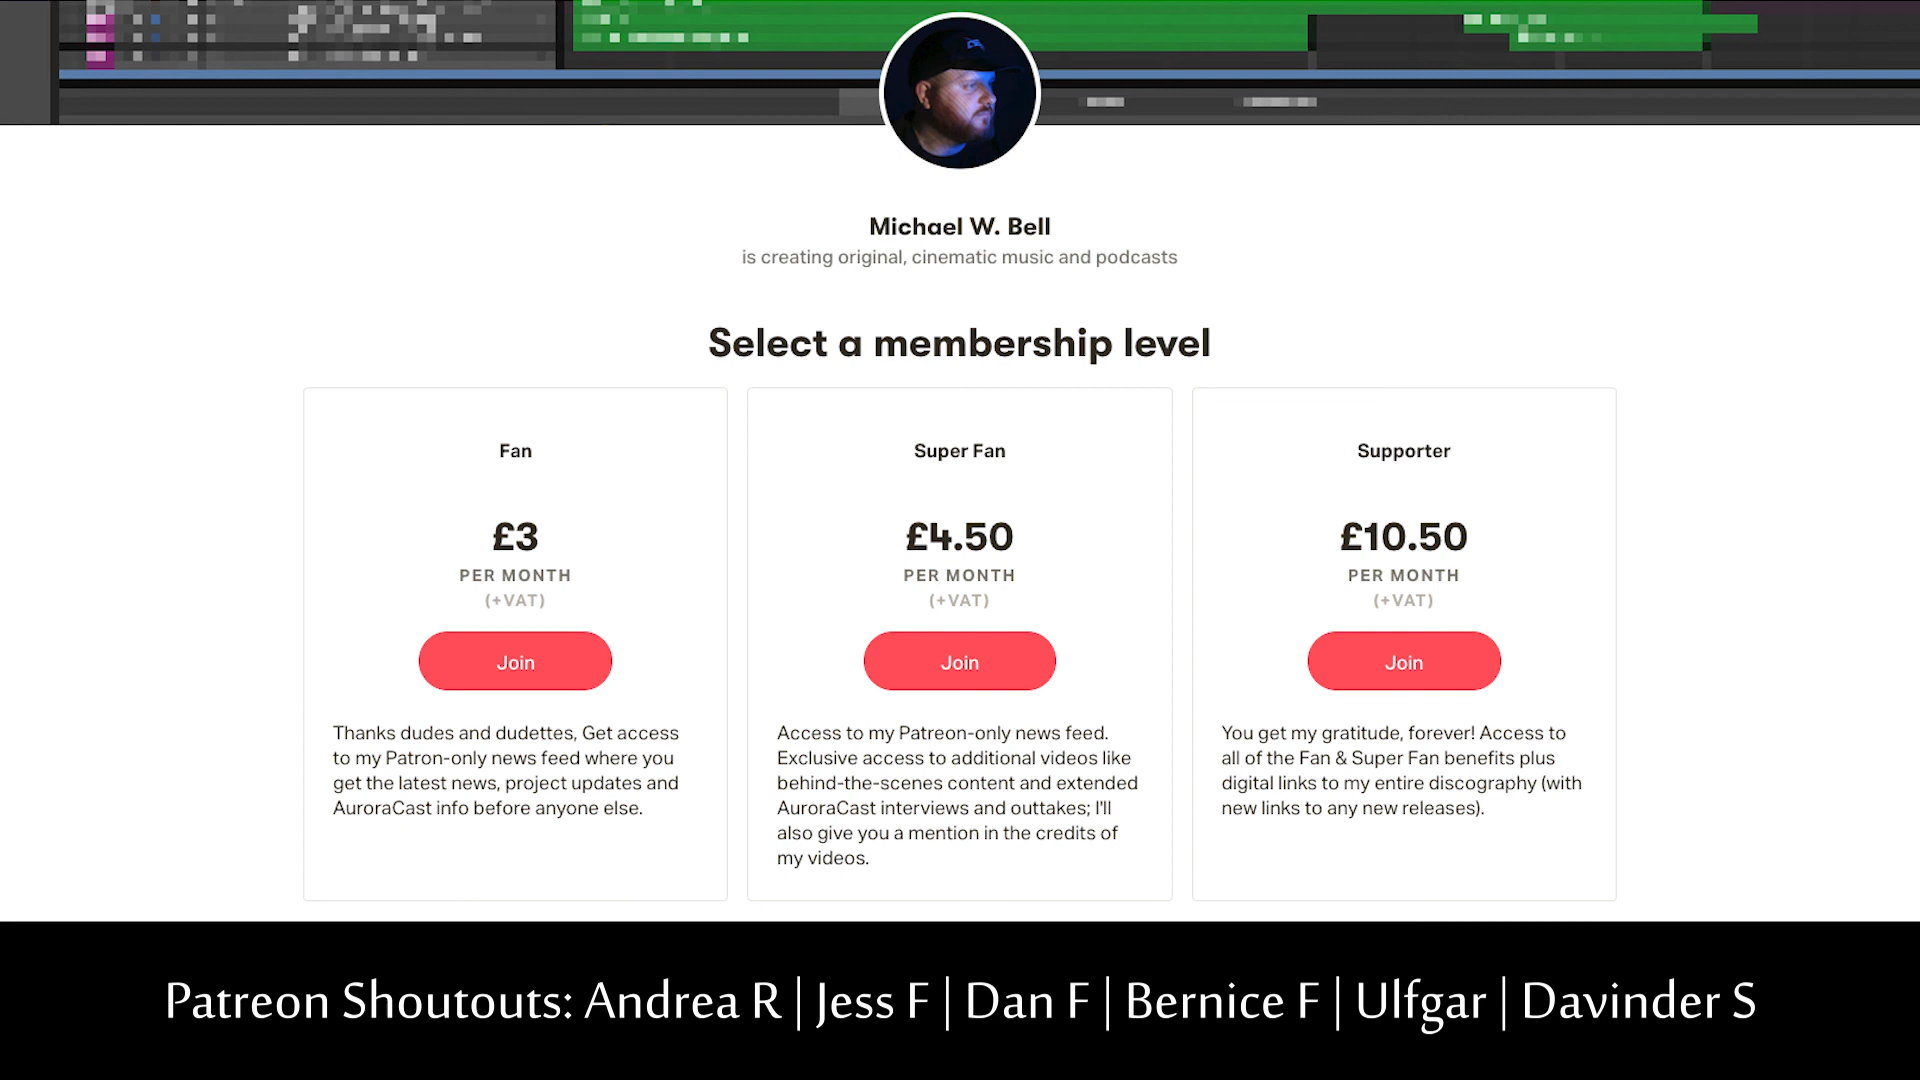 Michael W. Bell
is creating original, cinematic music and podcasts
Select a membership level
Fan
£3
PER MONTH
(+VAT)
Join
Thanks dudes and dudettes, Get access
to my Patron-only news feed where you
get the latest news, project updates and
AuroraCast info before anyone else.
Super Fan
£4.50
PER MONTH
(+VAT)
Join
Access to my Patreon-only news feed.
Exclusive access to additional videos like
behind-the-scenes content and extended
AuroraCast interviews and outtakes; I'll
also give you a mention in the credits of
my videos.
Supporter
£10.50
PER MONTH
(+VAT)
Join
You get my gratitude, forever! Access to
all of the Fan & Super Fan benefits plus
digital links to my entire discography (with
new links to any new releases).
Patreon Shoutouts: Andrea R | Jess F | Dan F | Bernice F | Ulfgar | Davinder S